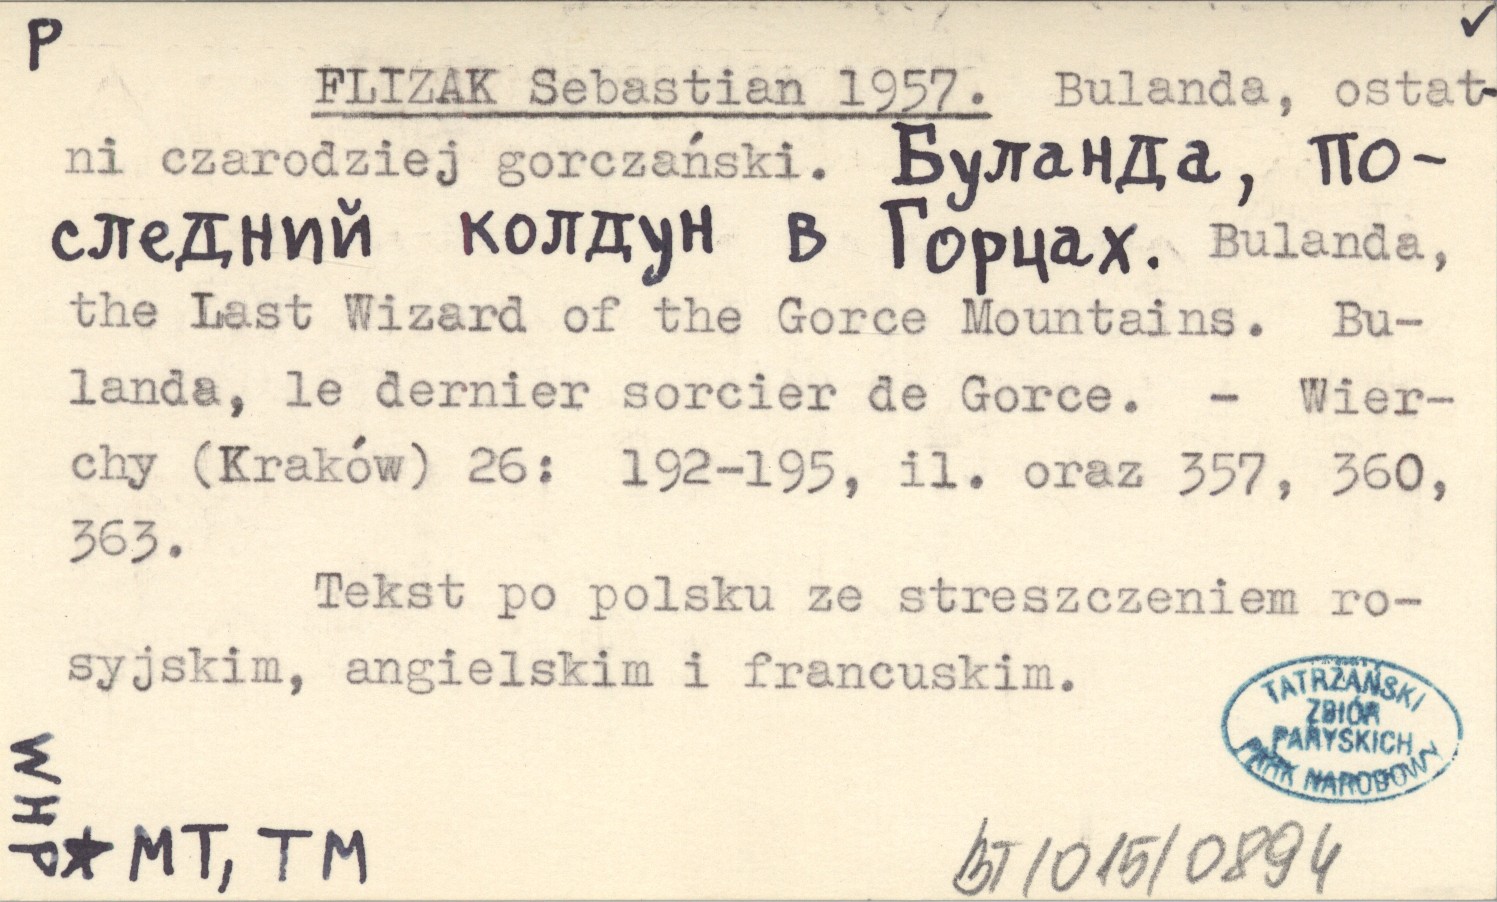 P ✓
FLIZAK Sebastian 1957. Bulanda, ostat-
ni czarodziej gorczański. Буланда, по-
следний колдун в Горцах. Bulanda,
the Last Wizard of the Gorce Mountains. Bu-
landa, le dernier sorcier de Gorce. - Wier-
chy (Kraków) 26: 192-195, il. oraz 357, 360,
363.
Tekst po polsku ze streszczeniem ro-
syjskim, angielskim i francuskim.
TATRZAŃSKI
ZBIÓR
PARYSKICH
PARK NARODOWY
WHP
★ MT, TM
BT/015/0894